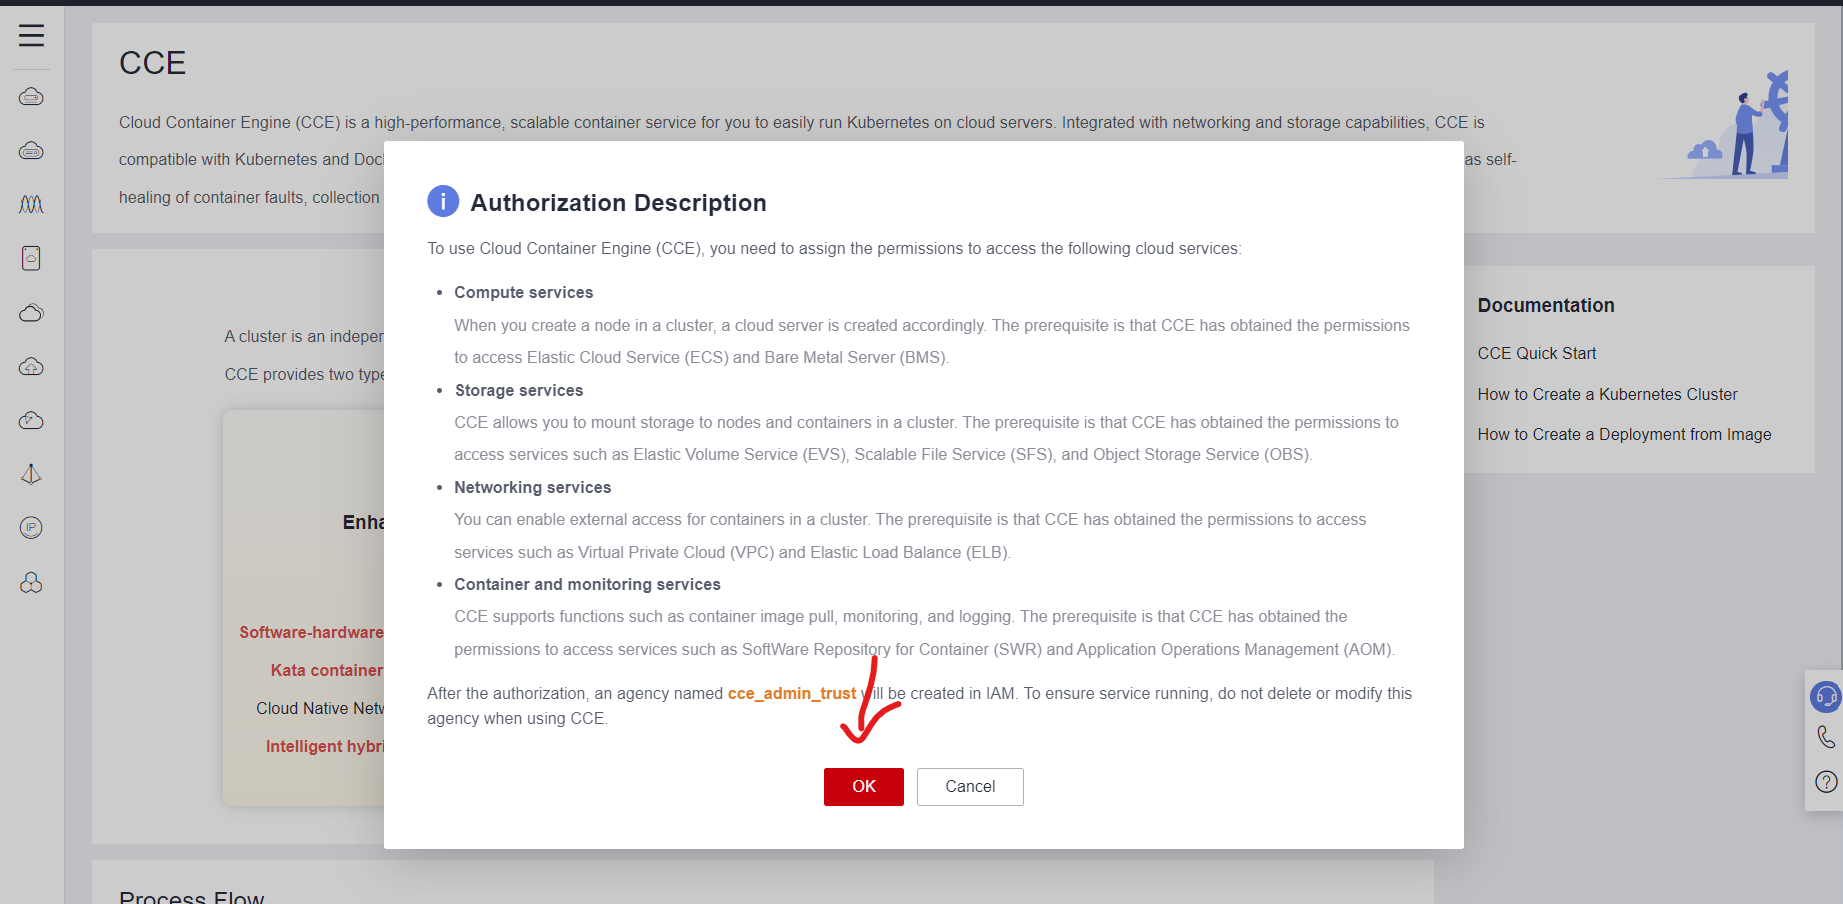 CCE
Cloud Container Engine (CCE) is a high-performance, scalable container service for you to easily run Kubernetes on cloud servers. Integrated with networking and storage capabilities, CCE is
compatible with Kubernetes and Doc
as self-
healing of container faults, collection
Authorization Description
To use Cloud Container Engine (CCE), you need to assign the permissions to access the following cloud services:
• Compute services
When you create a node in a cluster, a cloud server is created accordingly. The prerequisite is that CCE has obtained the permissions
to access Elastic Cloud Service (ECS) and Bare Metal Server (BMS).
• Storage services
CCE allows you to mount storage to nodes and containers in a cluster. The prerequisite is that CCE has obtained the permissions to
access services such as Elastic Volume Service (EVS), Scalable File Service (SFS), and Object Storage Service (OBS).
• Networking services
You can enable external access for containers in a cluster. The prerequisite is that CCE has obtained the permissions to access
services such as Virtual Private Cloud (VPC) and Elastic Load Balance (ELB).
• Container and monitoring services
CCE supports functions such as container image pull, monitoring, and logging. The prerequisite is that CCE has obtained the
permissions to access services such as SoftWare Repository for Container (SWR) and Application Operations Management (AOM).
After the authorization, an agency named cce_admin_trust will be created in IAM. To ensure service running, do not delete or modify this
agency when using CCE.
OK
Cancel
A cluster is an indeper
CCE provides two type
Enha
Software-hardware
Kata container
Cloud Native Netw
Intelligent hybri
Documentation
CCE Quick Start
How to Create a Kubernetes Cluster
How to Create a Deployment from Image
IP
Process Flow